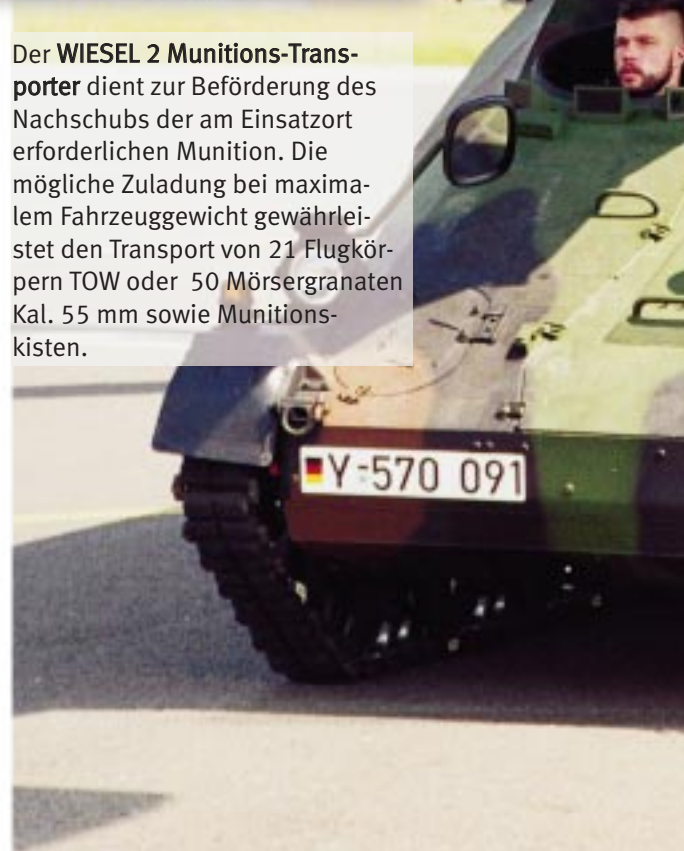 Der WIESEL 2 Munitions-Trans-
porter dient zur Beförderung des
Nachschubs der am Einsatzort
erforderlichen Munition. Die
mögliche Zuladung bei maxima-
lem Fahrzeuggewicht gewährlei-
stet den Transport von 21 Flugkör-
pern TOW oder 50 Mörsergranaten
Kal. 55 mm sowie Munitions-
kisten.
Y-570 091